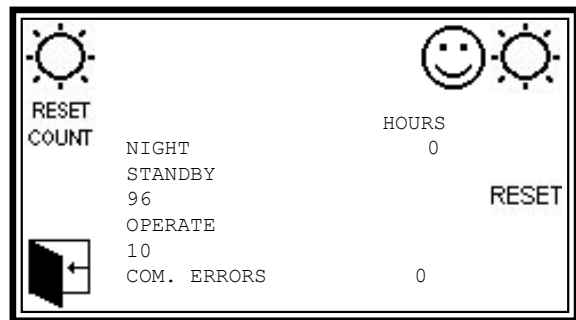 RESET
COUNT
HOURS
NIGHT 0
STANDBY
96
RESET
OPERATE
10
COM. ERRORS 0